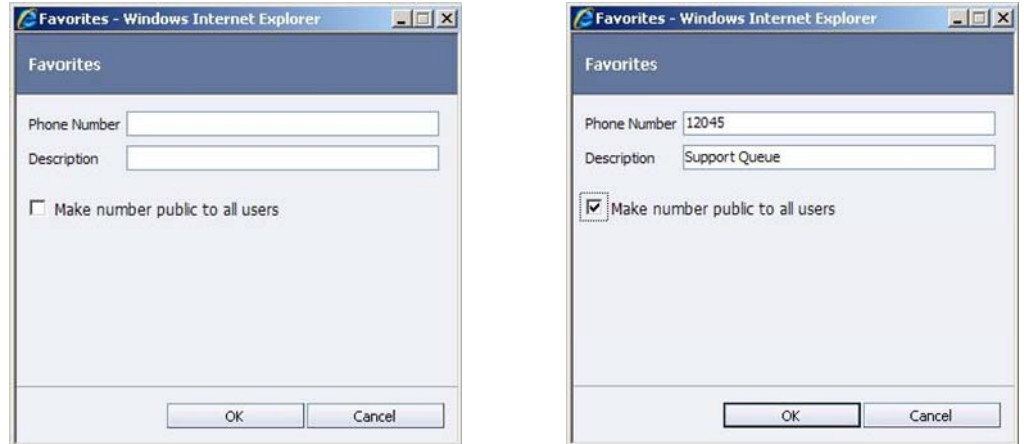 Favorites - Windows Internet Explorer
Favorites
Phone Number
Description
Make number public to all users
OK Cancel
Favorites - Windows Internet Explorer
Favorites
Phone Number 12045
Description Support Queue
Make number public to all users
OK Cancel